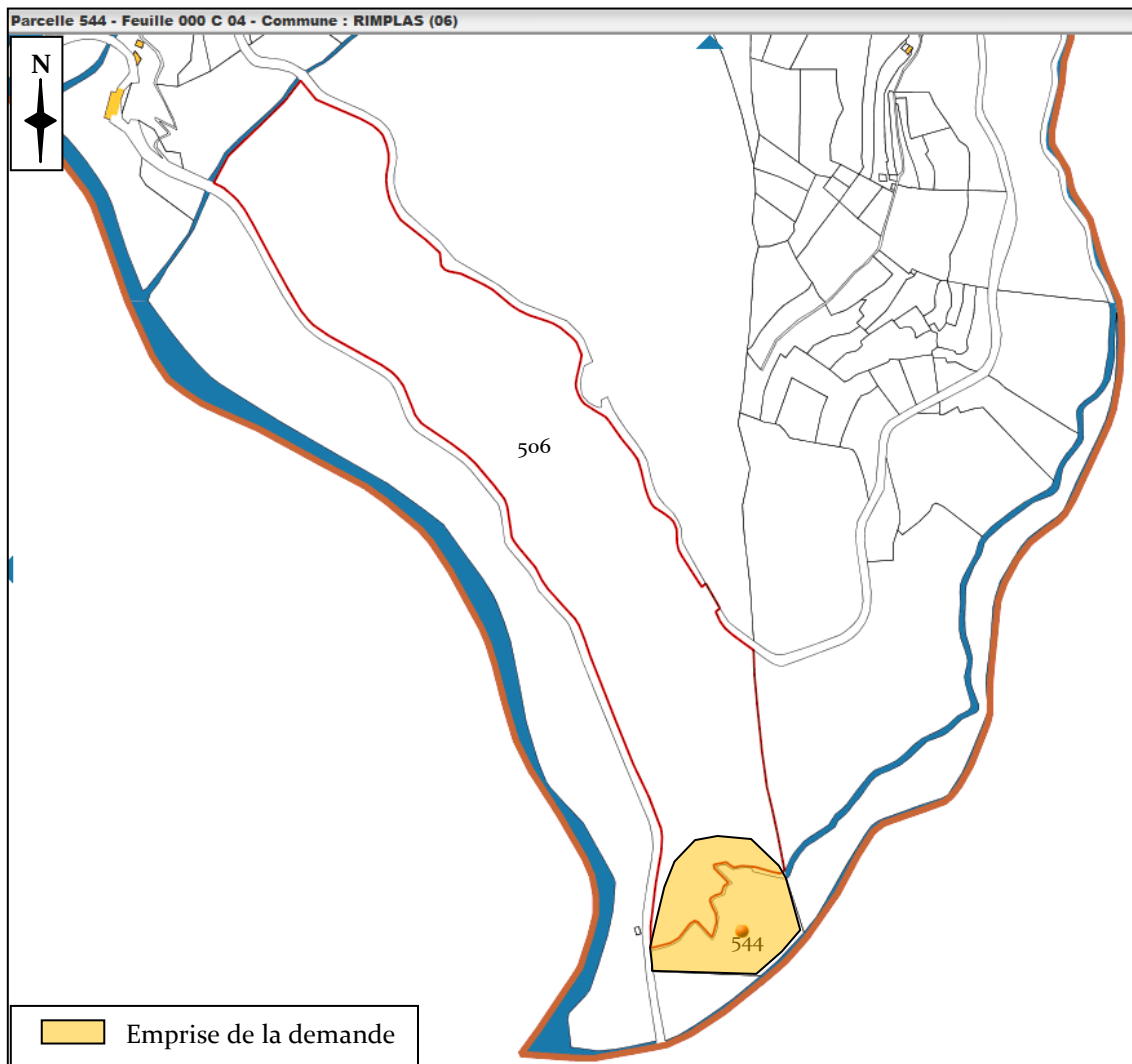 Parcelle 544 - Feuille 000 C 04 - Commune : RIMPLAS (06)
N
506
544
Emprise de la demande